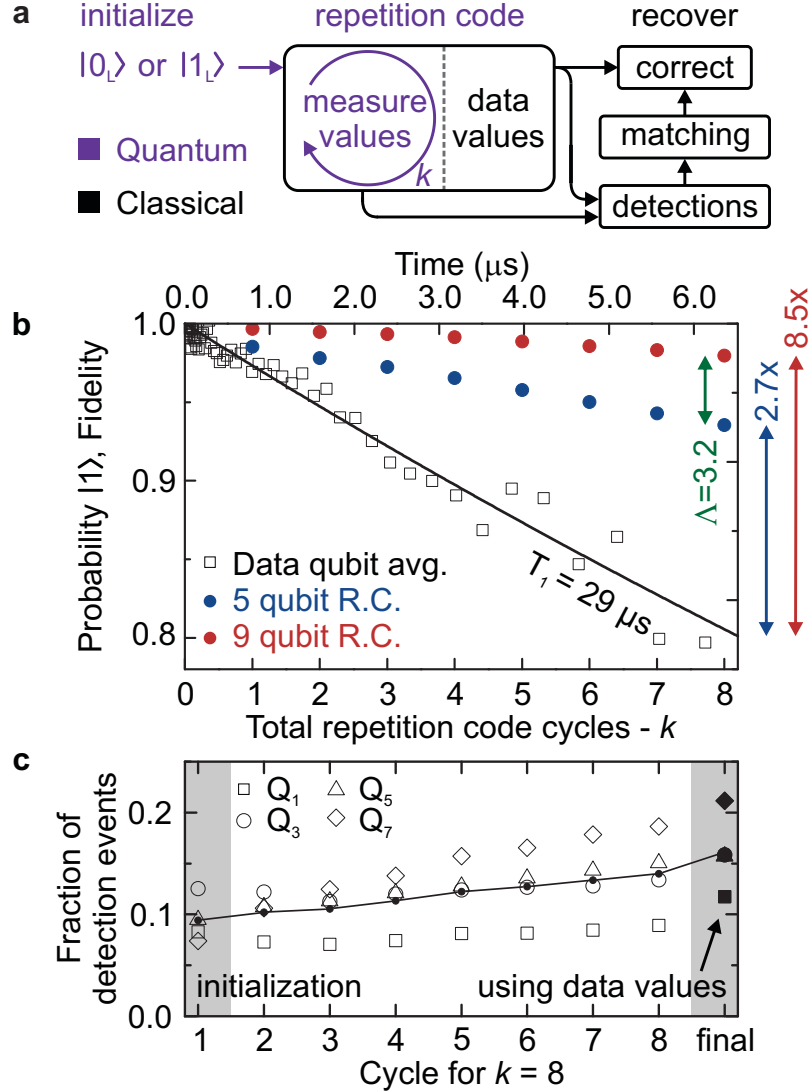 a
initialize
repetition code
recover
|0L⟩ or |1L⟩
measure
values
k
data
values
correct
matching
detections
Quantum
Classical
b
Time (μs)
0.0 1.0 2.0 3.0 4.0 5.0 6.0
Probability |1⟩, Fidelity
1.0
0.9
0.8
Data qubit avg.
5 qubit R.C.
9 qubit R.C.
T1 = 29 μs
Λ=3.2
2.7x
8.5x
0 1 2 3 4 5 6 7 8
Total repetition code cycles - k
c
Fraction of
detection events
0.2
0.1
0.0
Q1 Q5
Q3 Q7
initialization
using data values
1 2 3 4 5 6 7 8 final
Cycle for k = 8